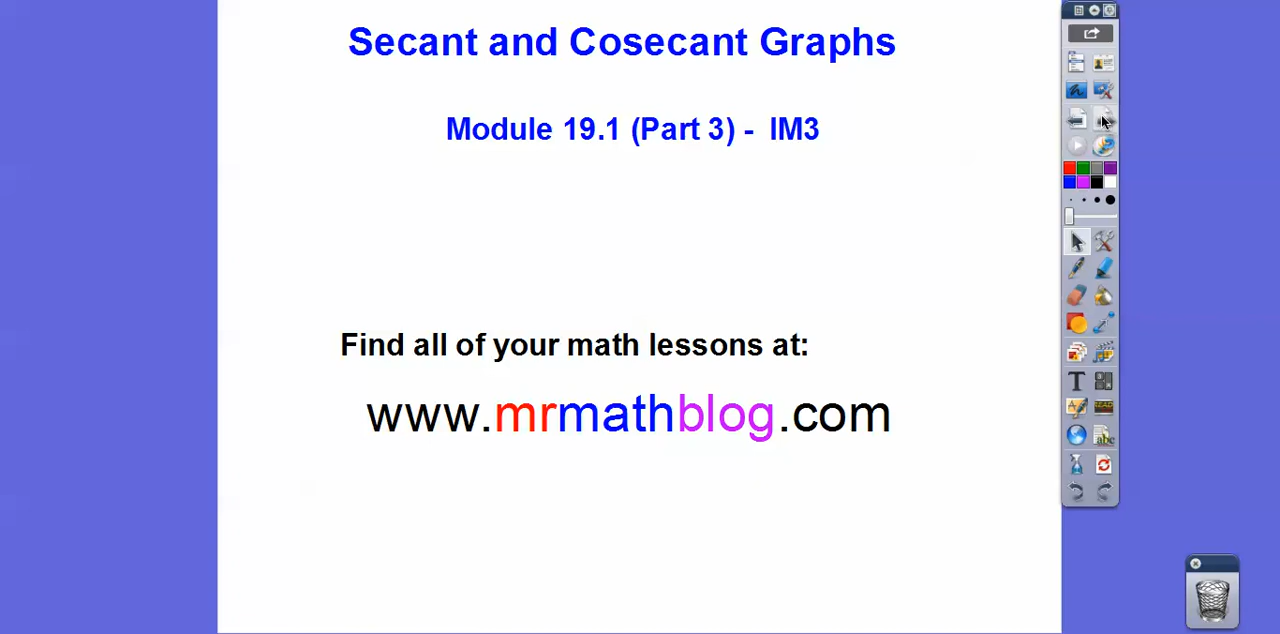 Secant and Cosecant Graphs
Module 19.1 (Part 3) - IM3
Find all of your math lessons at:
www.mrmathblog.com